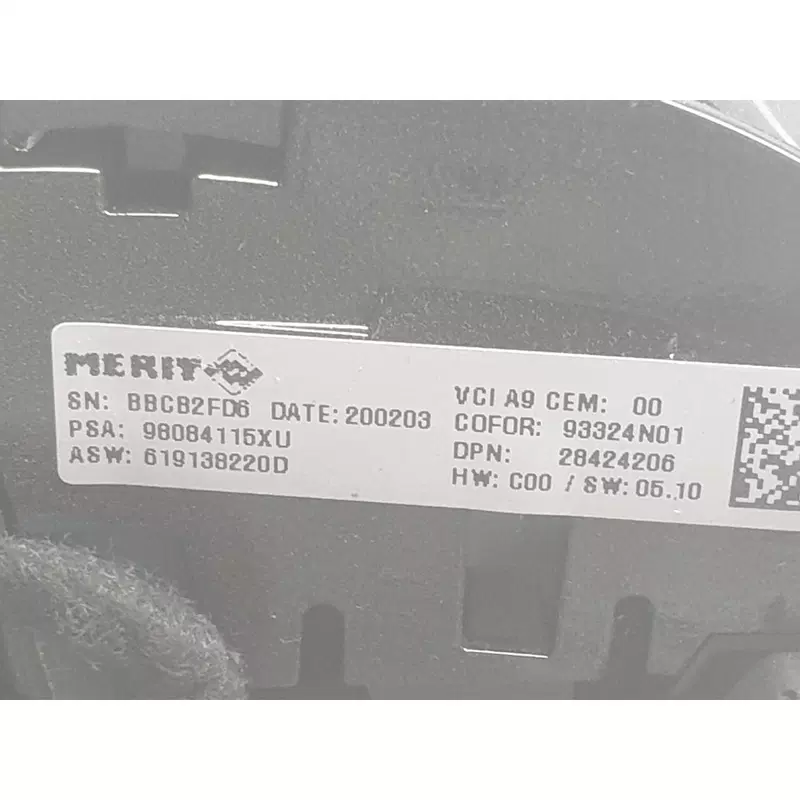 MERIT
SN: BBCB2FD6 DATE: 200203
PSA: 98084115XU
ASW: 619138220D
VCI A9 CEM: 00
COFOR: 93324N01
DPN: 28424206
HW: C00 / SW: 05.10